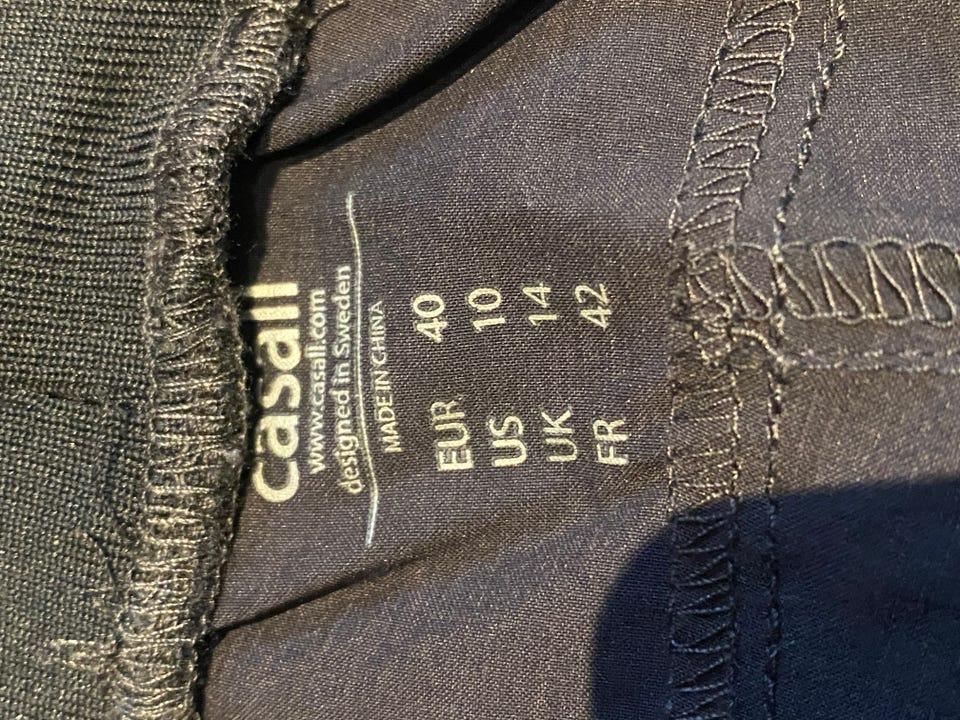 casall
www.casall.com
designed in Sweden
MADE IN CHINA
EUR 40
US 10
UK 14
FR 42